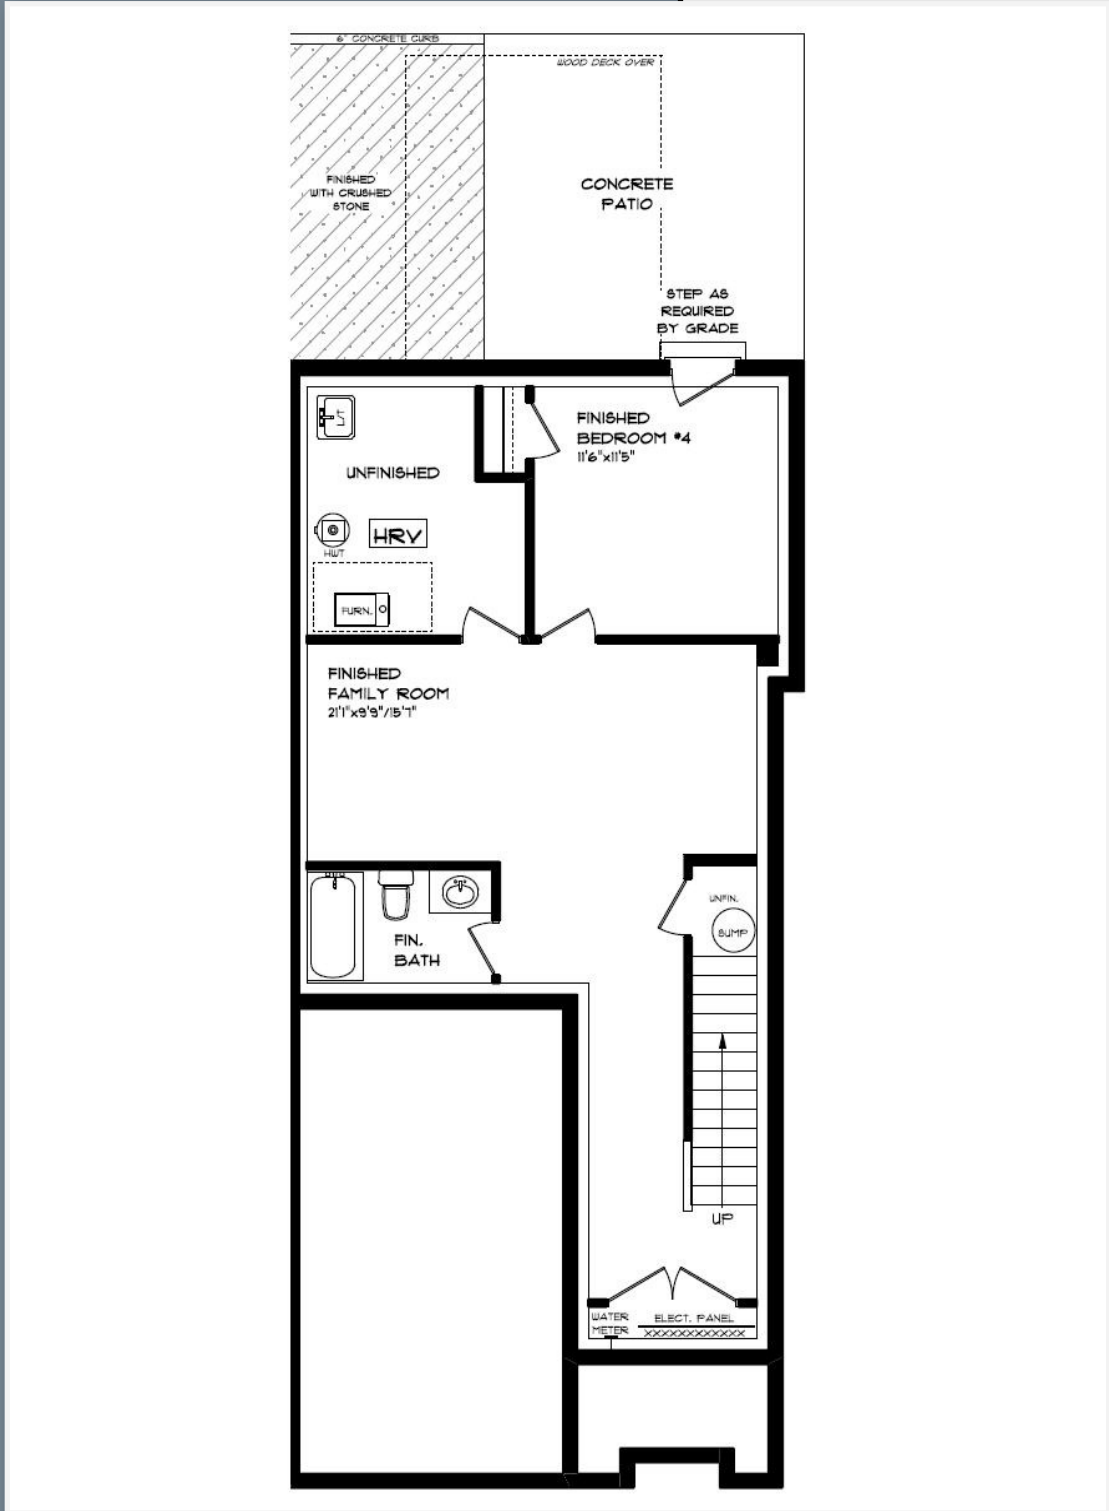 6" CONCRETE CURB
WOOD DECK OVER
FINISHED
WITH CRUSHED
STONE
CONCRETE
PATIO
STEP AS
REQUIRED
BY GRADE
FINISHED
BEDROOM #4
11'6"x11'5"
UNFINISHED
HRV
HWT
FURN.
FINISHED
FAMILY ROOM
21'1"x9'9"/15'7"
UNFIN.
SUMP
FIN.
BATH
UP
WATER
METER
ELECT. PANEL
XXXXXXXXXXXX